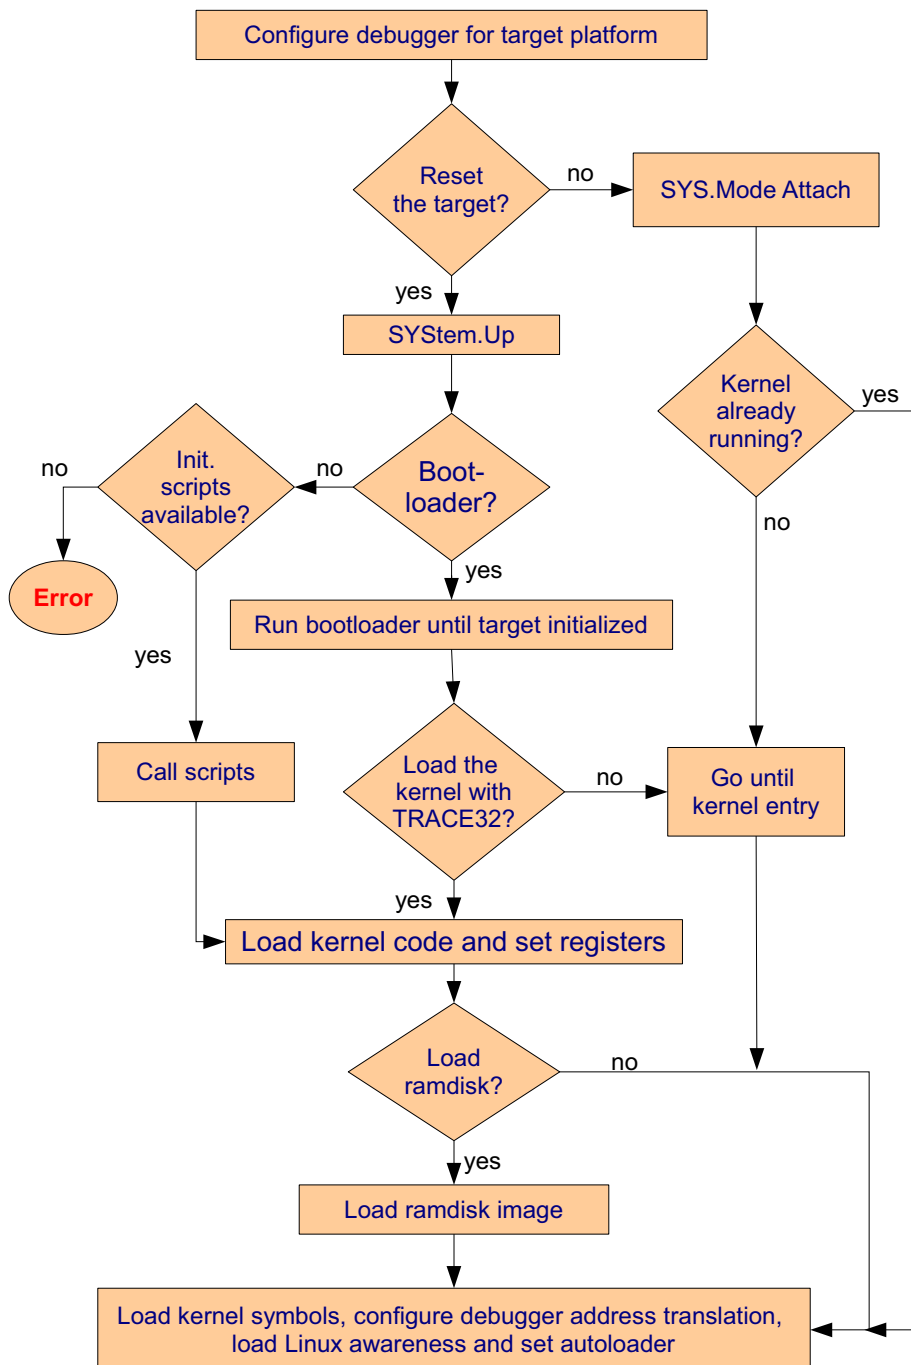 Configure debugger for target platform
Reset
the target?
no
SYS.Mode Attach
yes
SYStem.Up
Kernel
already
running?
yes
no
Boot-
loader?
no
Init.
scripts
available?
no
Error
yes
Run bootloader until target initialized
yes
Call scripts
Load the
kernel with
TRACE32?
no
Go until
kernel entry
yes
Load kernel code and set registers
Load
ramdisk?
no
yes
Load ramdisk image
Load kernel symbols, configure debugger address translation,
load Linux awareness and set autoloader